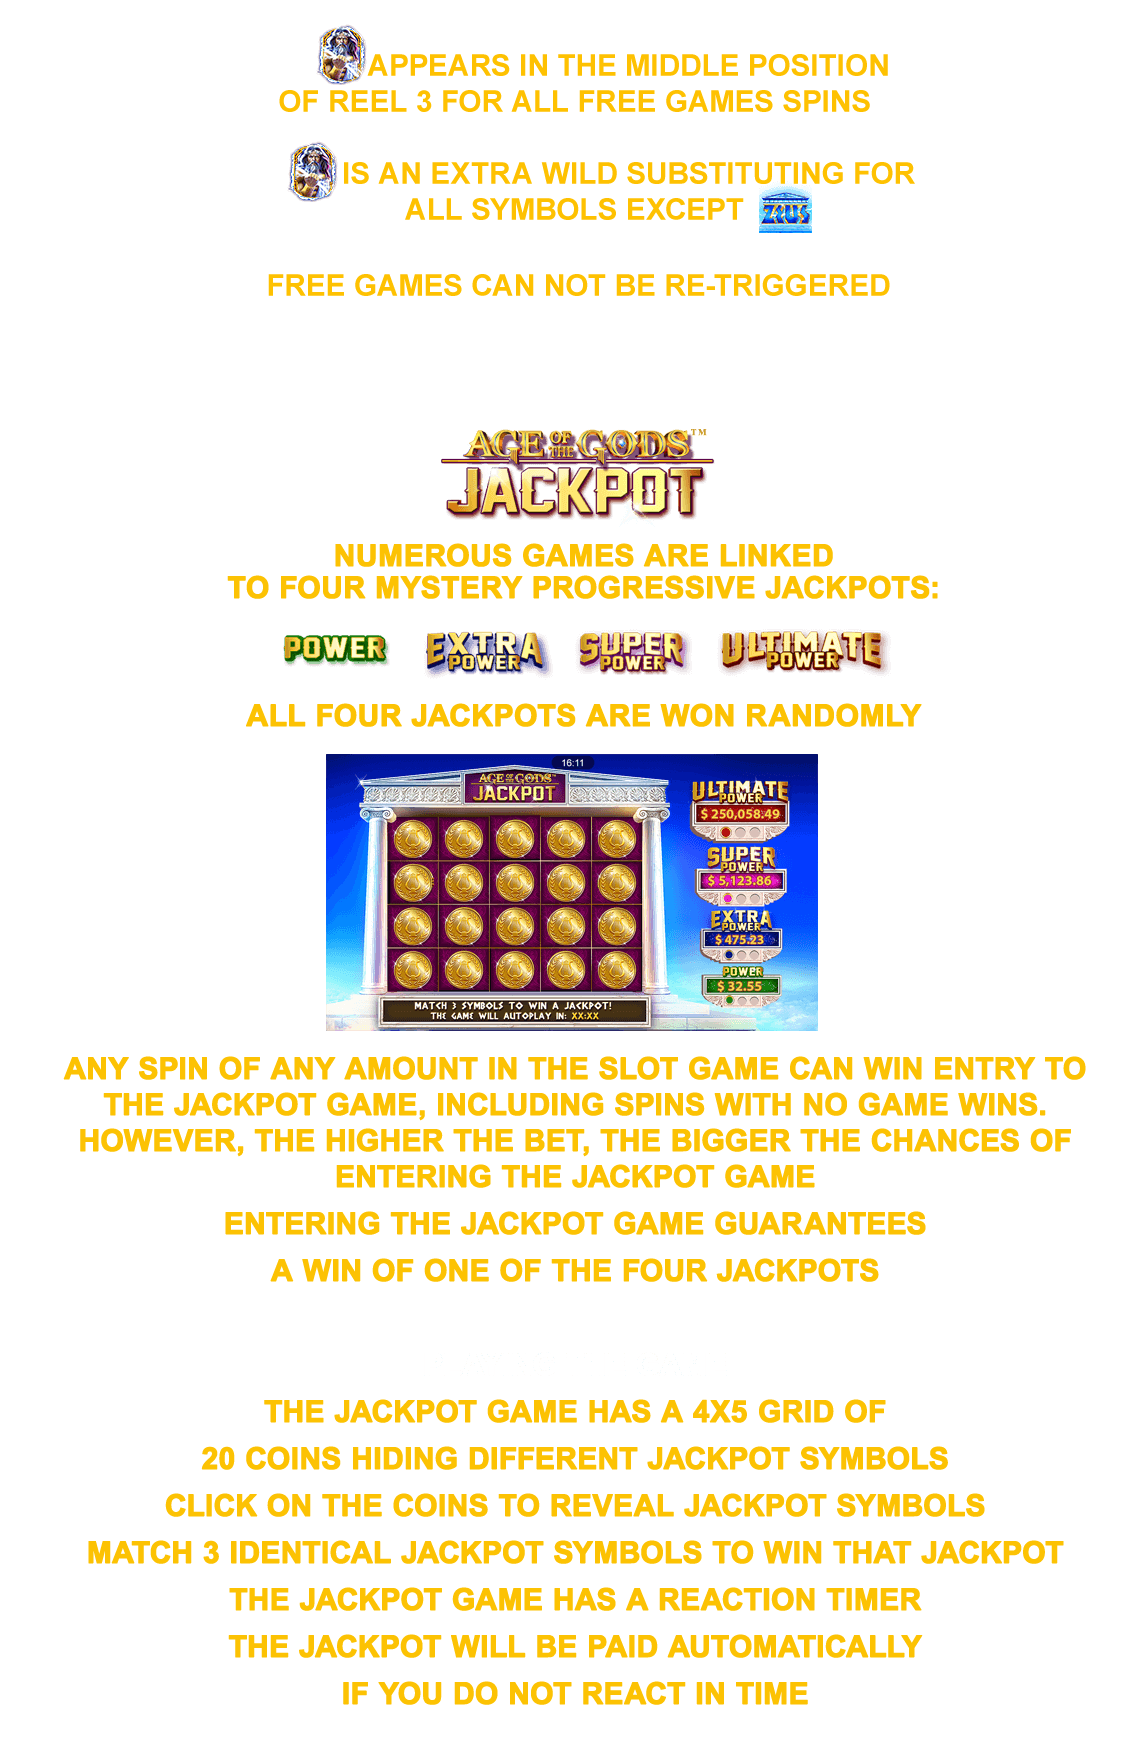 APPEARS IN THE MIDDLE POSITION
OF REEL 3 FOR ALL FREE GAMES SPINS
IS AN EXTRA WILD SUBSTITUTING FOR
ALL SYMBOLS EXCEPT ZEUS
FREE GAMES CAN NOT BE RE-TRIGGERED
AGE OF THE GODS™
JACKPOT
NUMEROUS GAMES ARE LINKED
TO FOUR MYSTERY PROGRESSIVE JACKPOTS:
POWER EXTRA POWER SUPER POWER ULTIMATE POWER
ALL FOUR JACKPOTS ARE WON RANDOMLY
16:11
AGE OF THE GODS™
JACKPOT
ULTIMATE
POWER
$ 250,058.49
SUPER
POWER
$ 5,123.86
EXTRA
POWER
$ 475.23
POWER
$ 32.55
MATCH 3 SYMBOLS TO WIN A JACKPOT!
THE GAME WILL AUTOPLAY IN: XX:XX
ANY SPIN OF ANY AMOUNT IN THE SLOT GAME CAN WIN ENTRY TO
THE JACKPOT GAME, INCLUDING SPINS WITH NO GAME WINS.
HOWEVER, THE HIGHER THE BET, THE BIGGER THE CHANCES OF
ENTERING THE JACKPOT GAME
ENTERING THE JACKPOT GAME GUARANTEES
A WIN OF ONE OF THE FOUR JACKPOTS
THE JACKPOT GAME HAS A 4X5 GRID OF
20 COINS HIDING DIFFERENT JACKPOT SYMBOLS
CLICK ON THE COINS TO REVEAL JACKPOT SYMBOLS
MATCH 3 IDENTICAL JACKPOT SYMBOLS TO WIN THAT JACKPOT
THE JACKPOT GAME HAS A REACTION TIMER
THE JACKPOT WILL BE PAID AUTOMATICALLY
IF YOU DO NOT REACT IN TIME